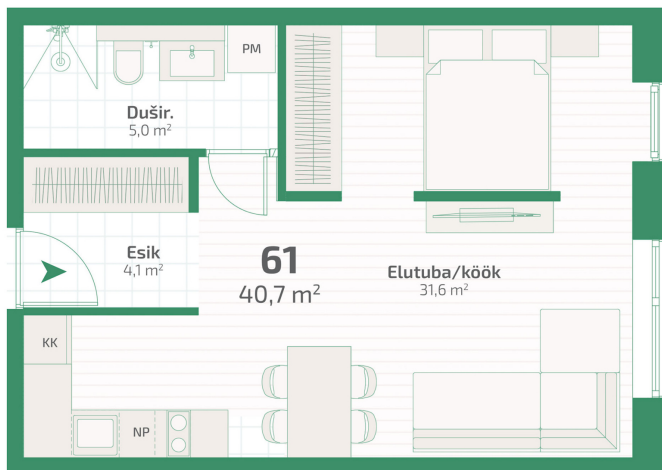 PM
Dušir.
5,0 m²
Esik
4,1 m²
61
40,7 m²
Elutuba/köök
31,6 m²
KK
NP